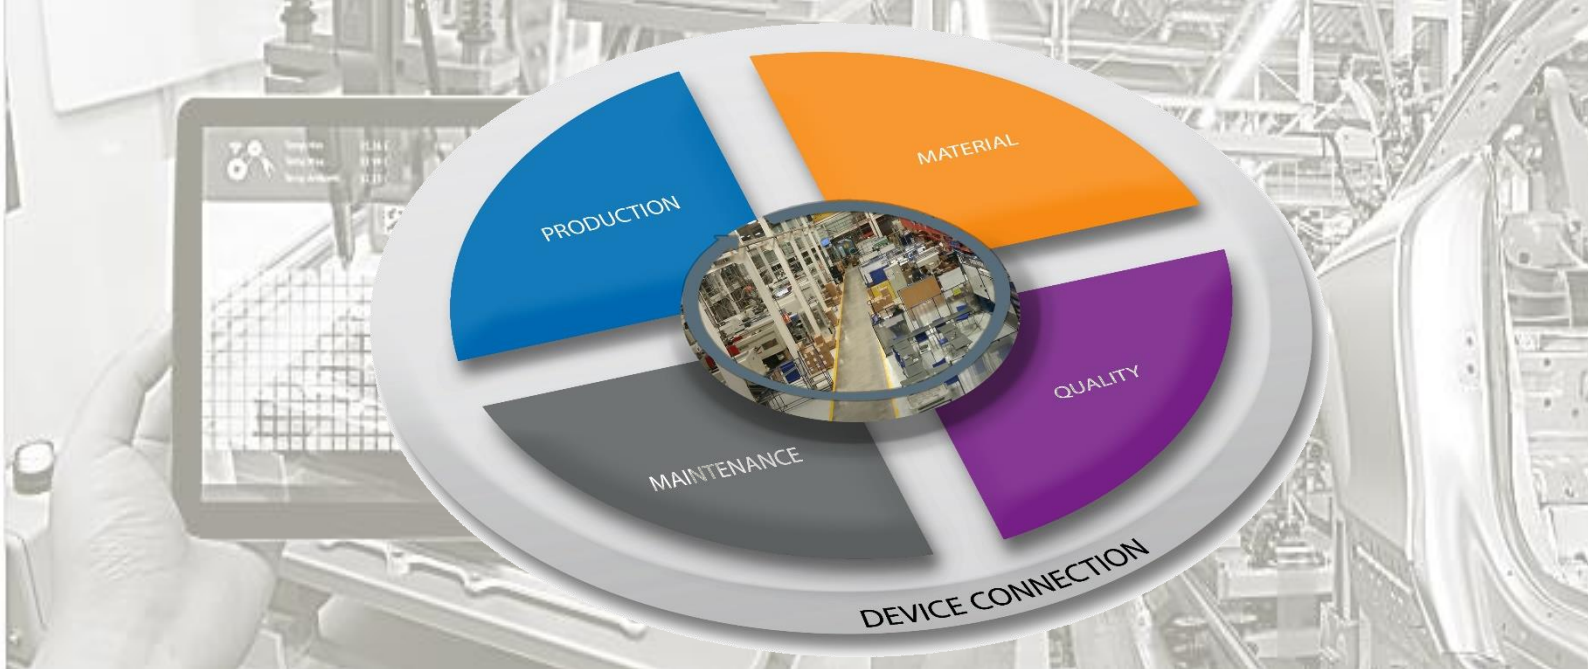 PRODUCTION
MATERIAL
QUALITY
MAINTENANCE
DEVICE CONNECTION